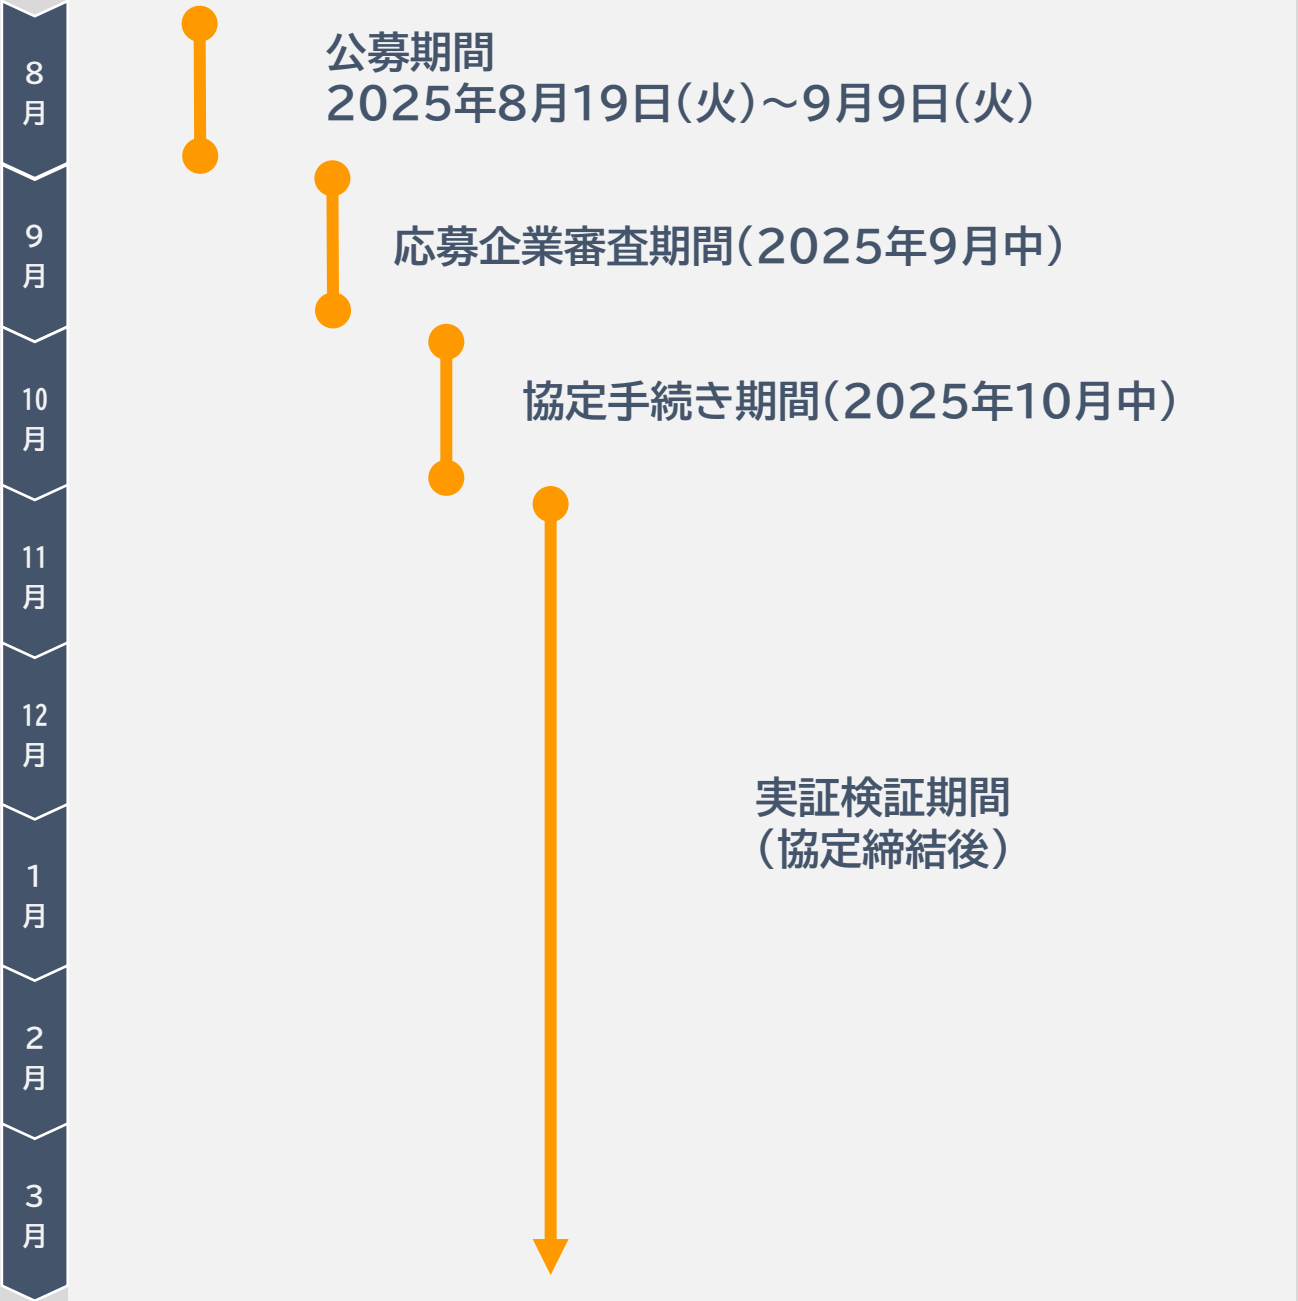 8
月
公募期間
2025年8月19日(火)～9月9日(火)
9
月
応募企業審査期間(2025年9月中)
10
月
協定手続き期間(2025年10月中)
11
月
12
月
実証検証期間
(協定締結後)
1
月
2
月
3
月